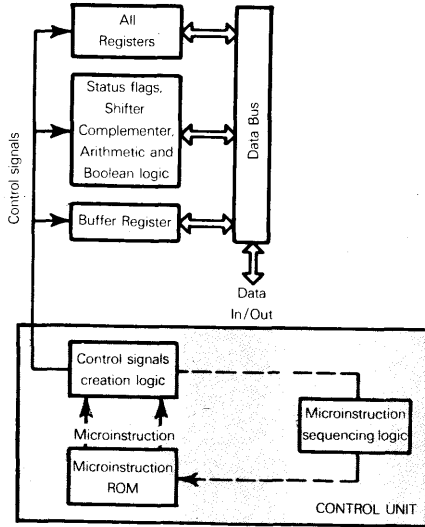 All
Registers
Status flags,
Shifter
Complementer,
Arithmetic and
Boolean logic
Buffer Register
Control signals
Data Bus
Data
In/Out
Control signals
creation logic
Microinstruction
Microinstruction
ROM
Microinstruction
sequencing logic
CONTROL UNIT